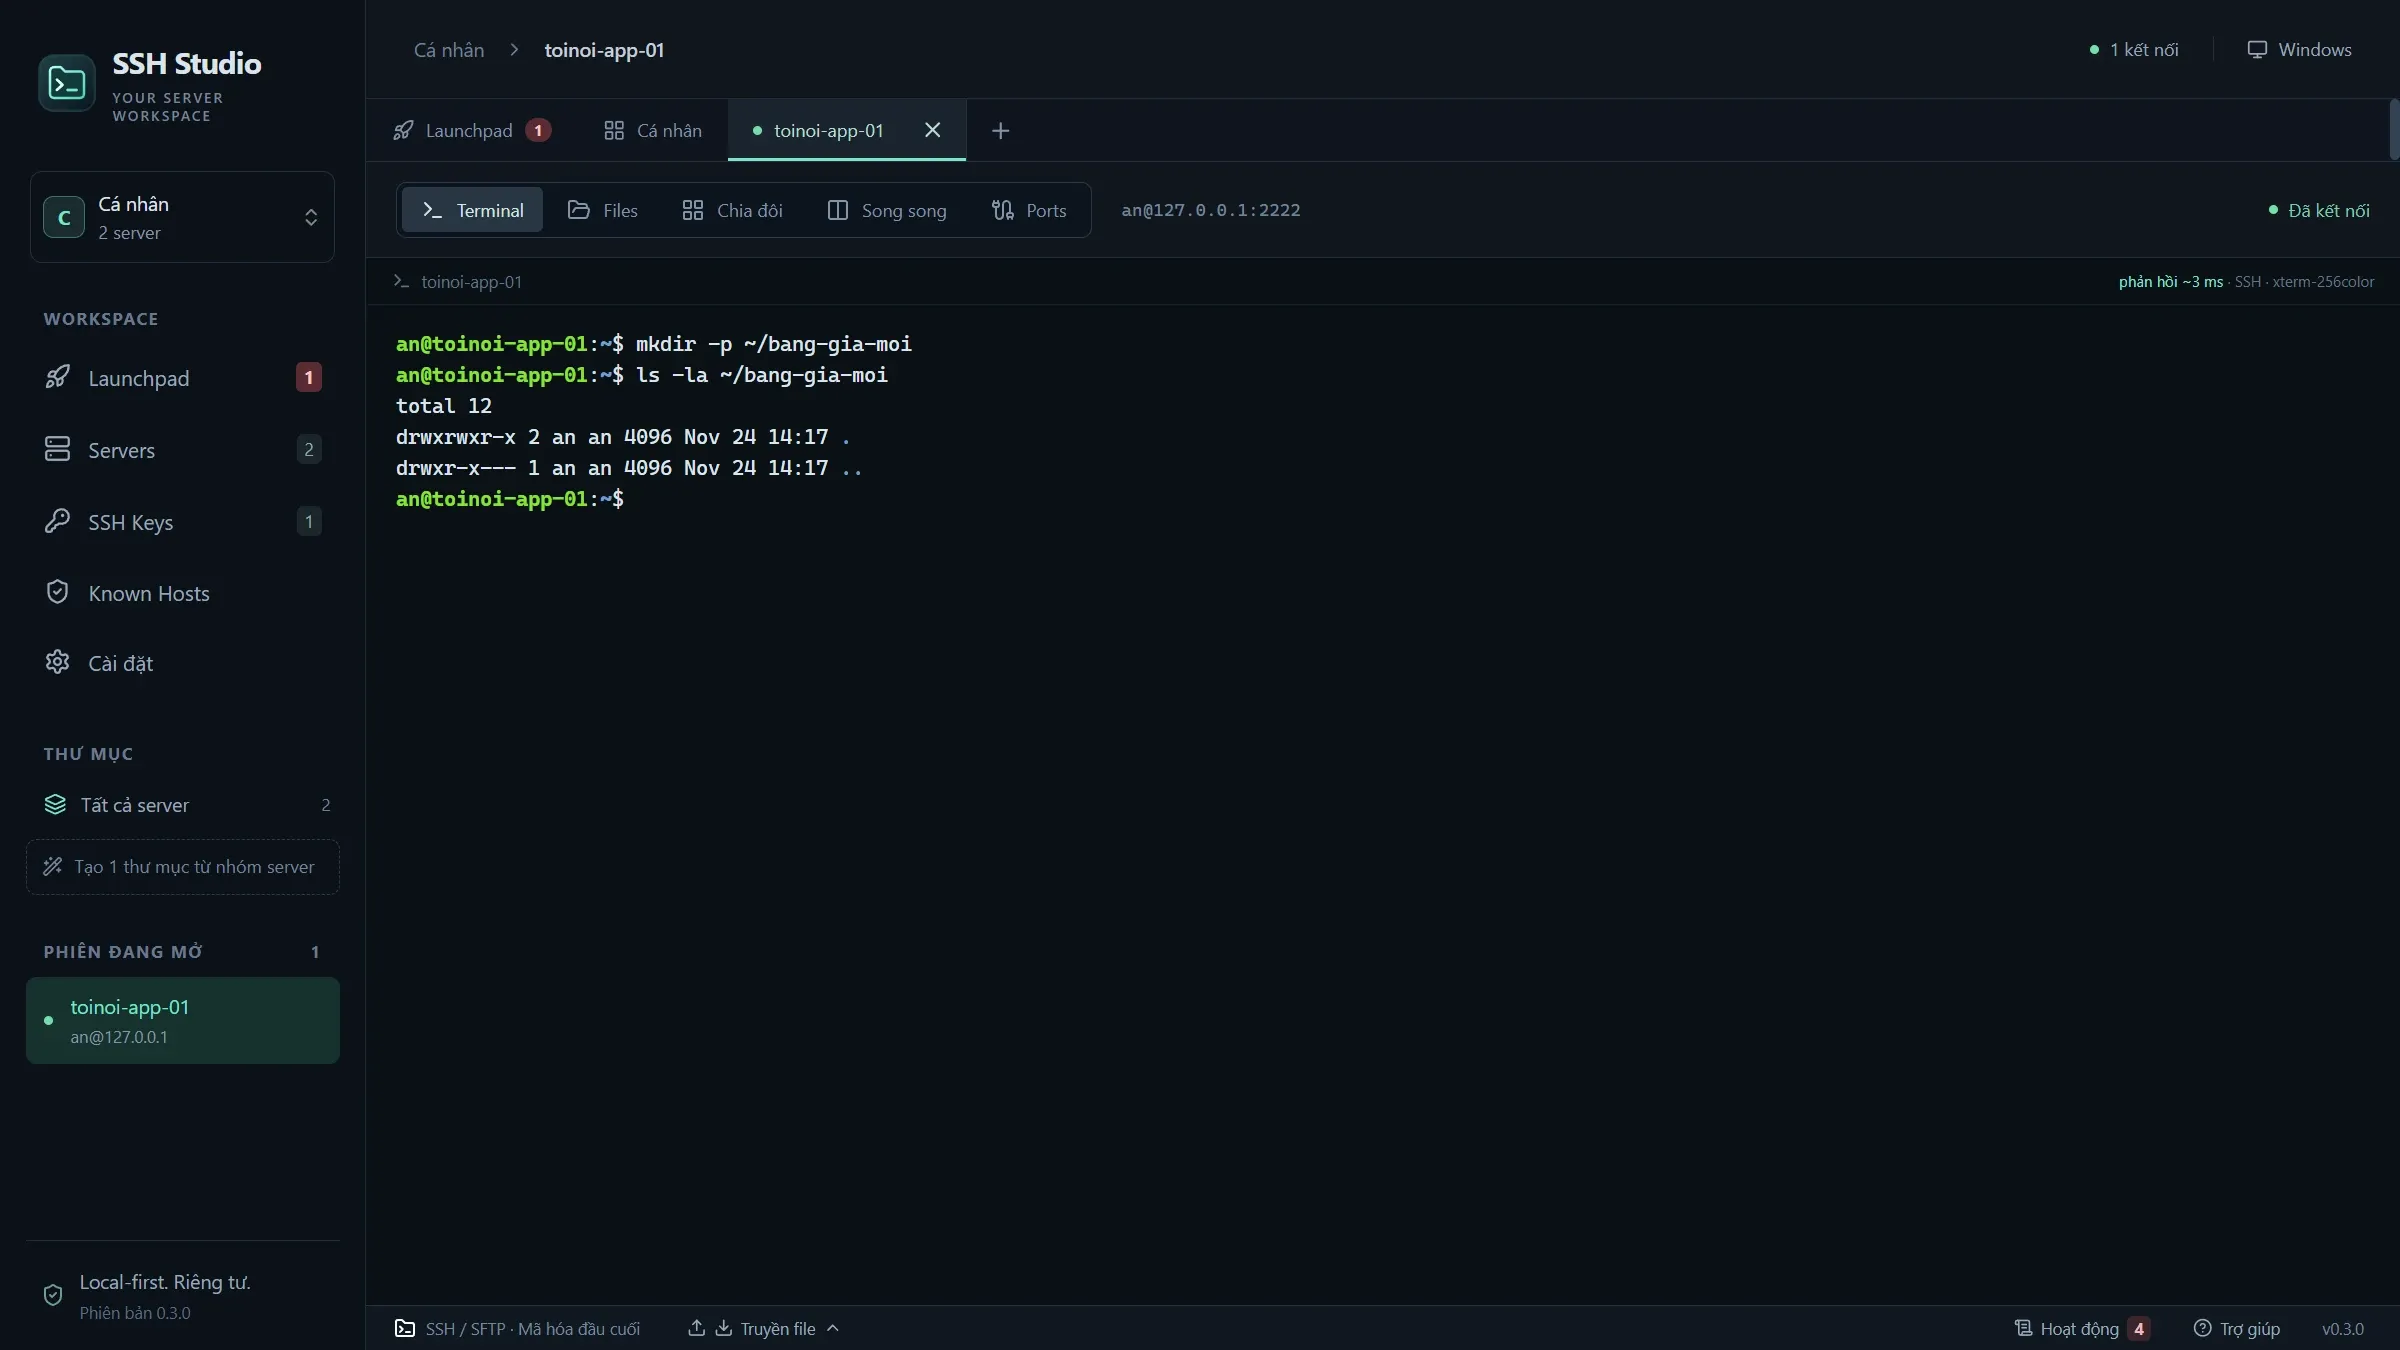 SSH Studio
YOUR SERVER
WORKSPACE
C
Cá nhân
2 server
WORKSPACE
Launchpad 1
Servers 2
SSH Keys 1
Known Hosts
Cài đặt
THƯ MỤC
Tất cả server 2
Tạo 1 thư mục từ nhóm server
PHIÊN ĐANG MỞ 1
toinoi-app-01
an@127.0.0.1
Local-first. Riêng tư.
Phiên bản 0.3.0
Cá nhân > toinoi-app-01
1 kết nối
Windows
Launchpad 1
Cá nhân
toinoi-app-01
Terminal
Files
Chia đôi
Song song
Ports
an@127.0.0.1:2222
Đã kết nối
toinoi-app-01
phản hồi ~3 ms · SSH · xterm-256color
an@toinoi-app-01:~$ mkdir -p ~/bang-gia-moi
an@toinoi-app-01:~$ ls -la ~/bang-gia-moi
total 12
drwxrwxr-x 2 an an 4096 Nov 24 14:17 .
drwxr-x--- 1 an an 4096 Nov 24 14:17 ..
an@toinoi-app-01:~$
SSH / SFTP · Mã hóa đầu cuối
Truyền file
Hoạt động 4
Trợ giúp
v0.3.0